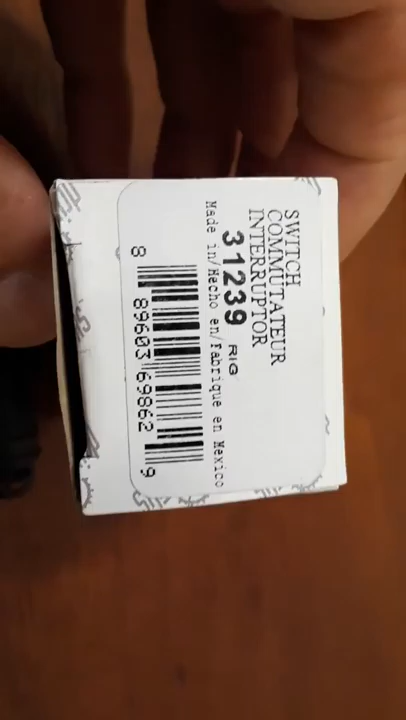 SWITCH
COMMUTATEUR
INTERRUPTOR
31239 RIG
Made in/Hecho en/Fabrique en Mexico
8 89603 69862 9